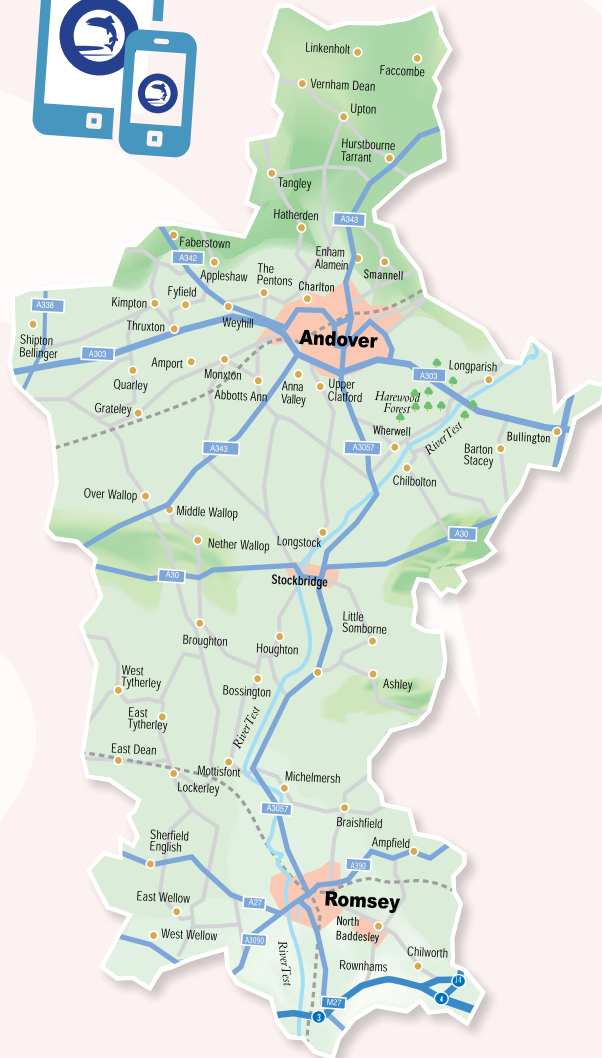 Linkenholt
Faccombe
Vernham Dean
Upton
Hurstbourne
Tarrant
Tangley
Hatherden
A343
Faberstown
A342
Enham
Alamein
Appleshaw
The
Pentons
Smannell
Charlton
A338
Kimpton
Fyfield
Weyhill
Thruxton
Shipton
Bellinger
A303
Andover
Amport
Monxton
Quarley
Abbotts Ann
Anna
Valley
Upper
Clatford
A303
Longparish
Harewood
Forest
Grateley
Wherwell
River Test
Bullington
A343
A3057
Barton
Stacey
Chilbolton
Over Wallop
Middle Wallop
Nether Wallop
Longstock
A30
A30
Stockbridge
Little
Somborne
Broughton
Houghton
West
Tytherley
Bossington
Ashley
East
Tytherley
River Test
East Dean
Mottisfont
Lockerley
Michelmersh
A3057
Braishfield
Sherfield
English
Ampfield
A390
East Wellow
A27
Romsey
North
Baddesley
West Wellow
A3090
River Test
Chilworth
Rownhams
14
M27
4
3